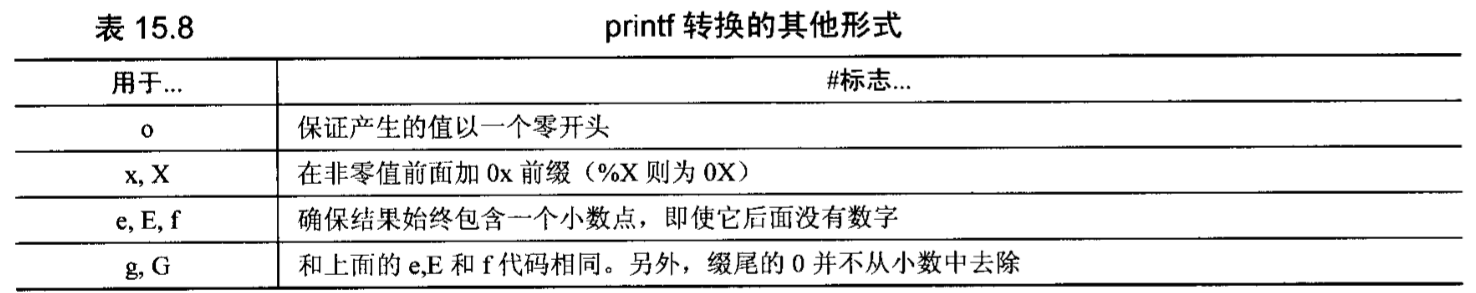 表 15.8 printf 转换的其他形式
用于... #标志...
o 保证产生的值以一个零开头
x, X 在非零值前面加 0x 前缀（%X 则为 0X）
e, E, f 确保结果始终包含一个小数点，即使它后面没有数字
g, G 和上面的 e,E 和 f 代码相同。另外，缀尾的 0 并不从小数中去除